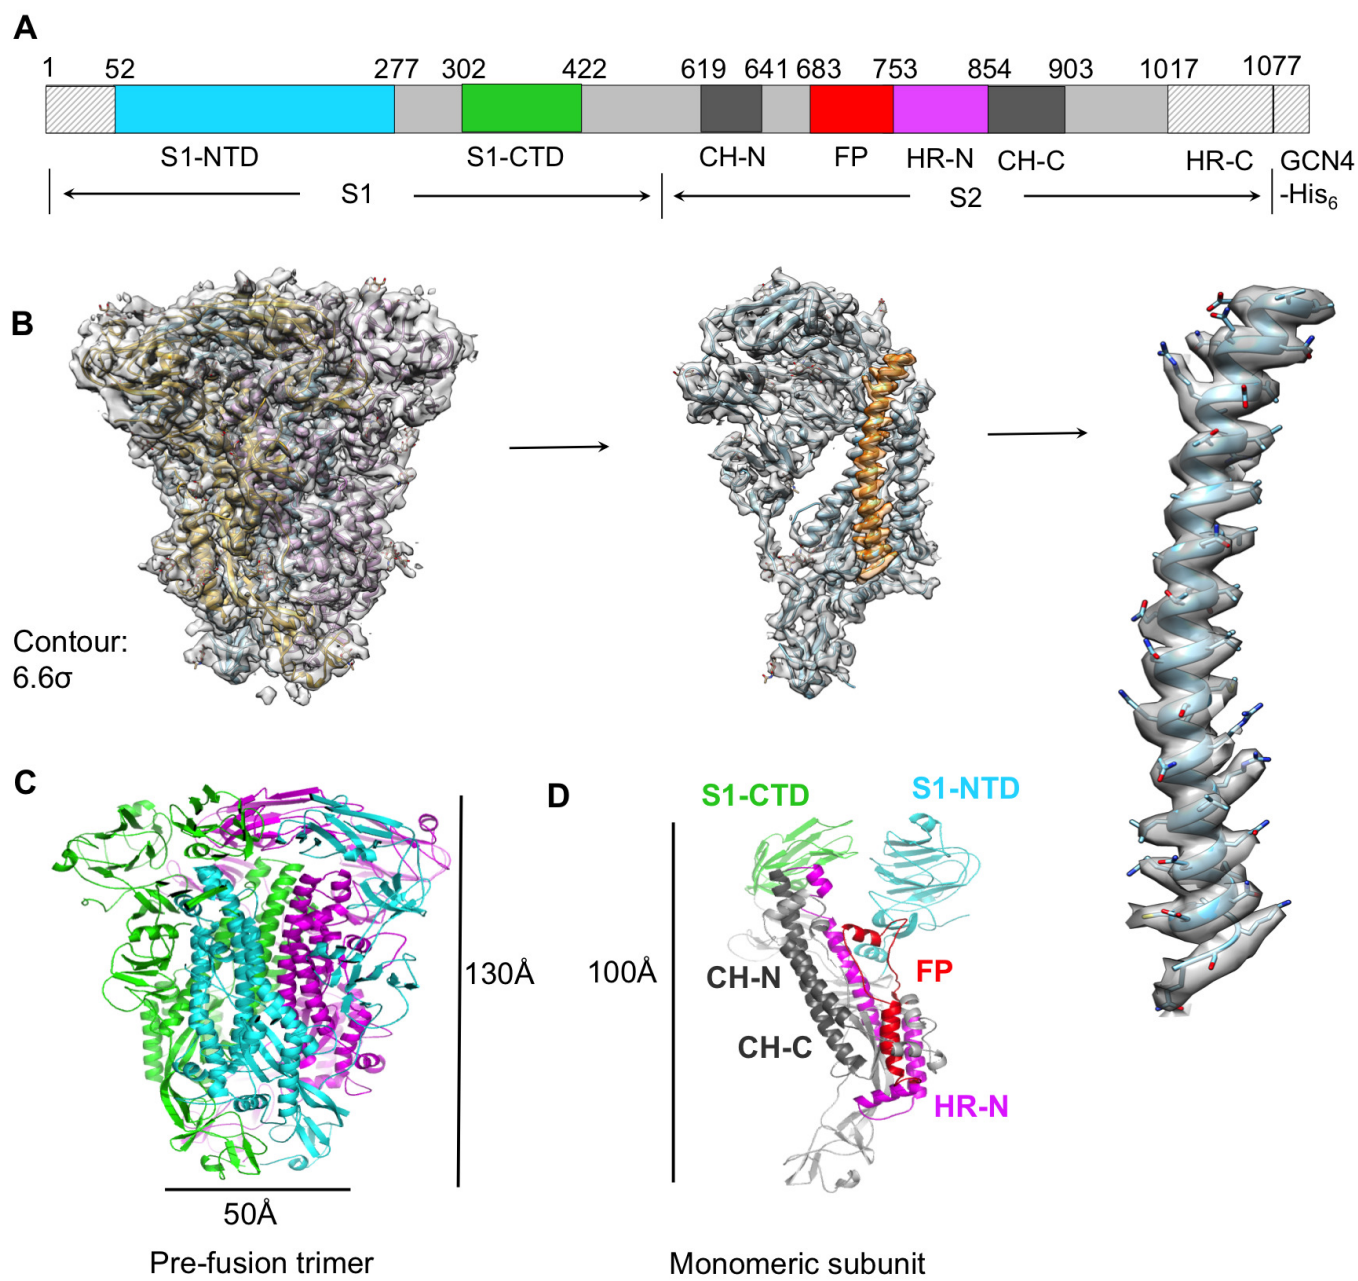 A
1 52 277 302 422 619 641 683 753 854 903 1017 1077
S1-NTD S1-CTD CH-N FP HR-N CH-C HR-C GCN4
S1 S2 -His6
B
Contour:
6.6σ
C
130Å
50Å
Pre-fusion trimer
D
S1-CTD S1-NTD
100Å
CH-N FP
CH-C
HR-N
Monomeric subunit